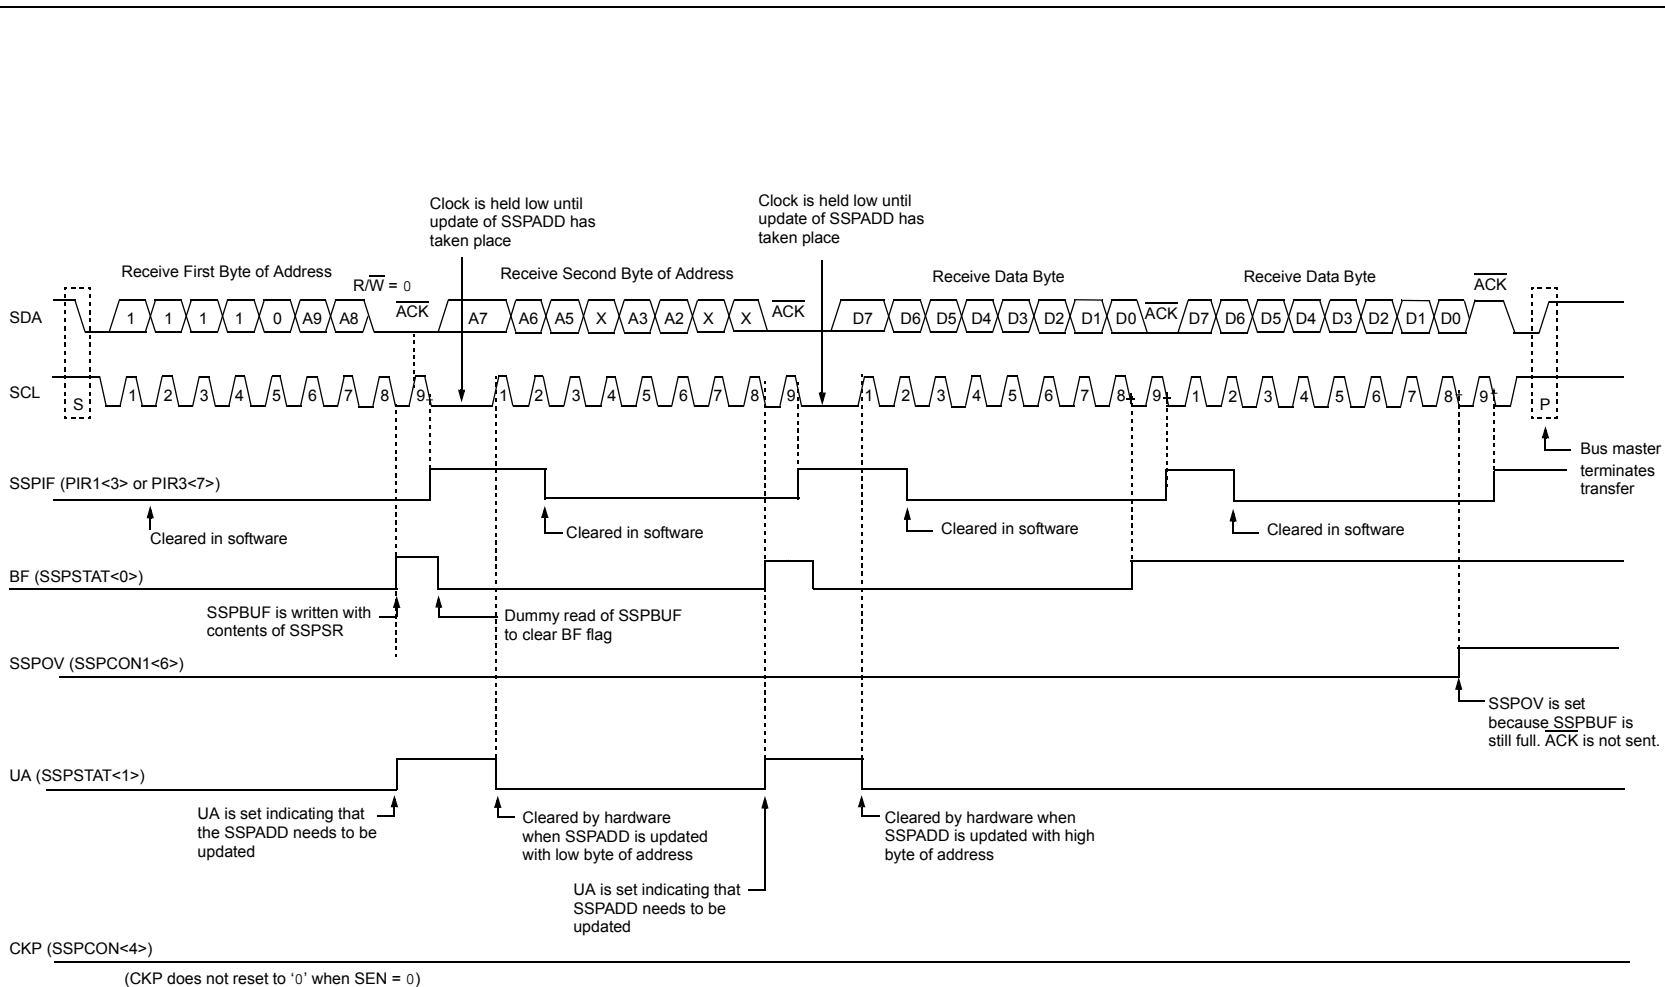 Clock is held low until
update of SSPADD has
taken place
Clock is held low until
update of SSPADD has
taken place
Receive First Byte of Address
R/W = 0
ACK
Receive Second Byte of Address
ACK
Receive Data Byte
ACK
Receive Data Byte
ACK
SDA
1 1 1 1 0 A9 A8
A7 A6 A5 X A3 A2 X X
D7 D6 D5 D4 D3 D2 D1 D0
D7 D6 D5 D4 D3 D2 D1 D0
SCL
S
1 2 3 4 5 6 7 8 9
1 2 3 4 5 6 7 8 9
1 2 3 4 5 6 7 8 9
1 2 3 4 5 6 7 8 9
P
Bus master
terminates
transfer
SSPIF (PIR1<3> or PIR3<7>)
Cleared in software
Cleared in software
Cleared in software
Cleared in software
BF (SSPSTAT<0>)
SSPBUF is written with
contents of SSPSR
Dummy read of SSPBUF
to clear BF flag
SSPOV (SSPCON1<6>)
SSPOV is set
because SSPBUF is
still full. ACK is not sent.
UA (SSPSTAT<1>)
UA is set indicating that
the SSPADD needs to be
updated
Cleared by hardware
when SSPADD is updated
with low byte of address
UA is set indicating that
SSPADD needs to be
updated
Cleared by hardware when
SSPADD is updated with high
byte of address
CKP (SSPCON<4>)
(CKP does not reset to ‘0’ when SEN = 0)